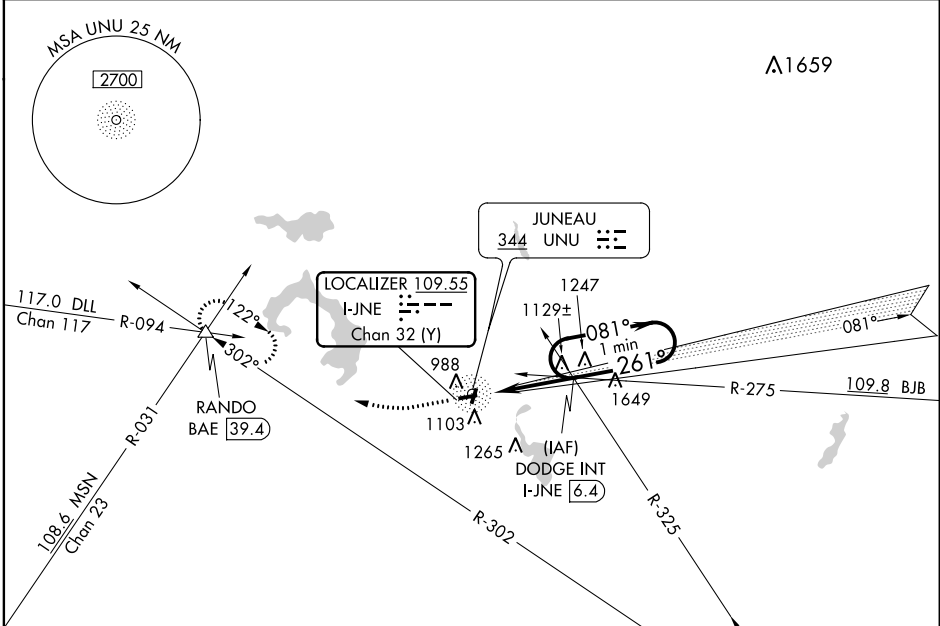 MSA UNU 25 NM
2700
1659
JUNEAU
344 UNU
LOCALIZER 109.55
I-JNE
Chan 32 (Y)
117.0 DLL
Chan 117
R-094
122°
302°
RANDO
BAE 39.4
R-031
108.6 MSN
Chan 23
R-302
988
1103
1265
1247
1129±
081°
1 min
261°
1649
081°
R-275
109.8 BJB
(IAF)
DODGE INT
I-JNE 6.4
R-325